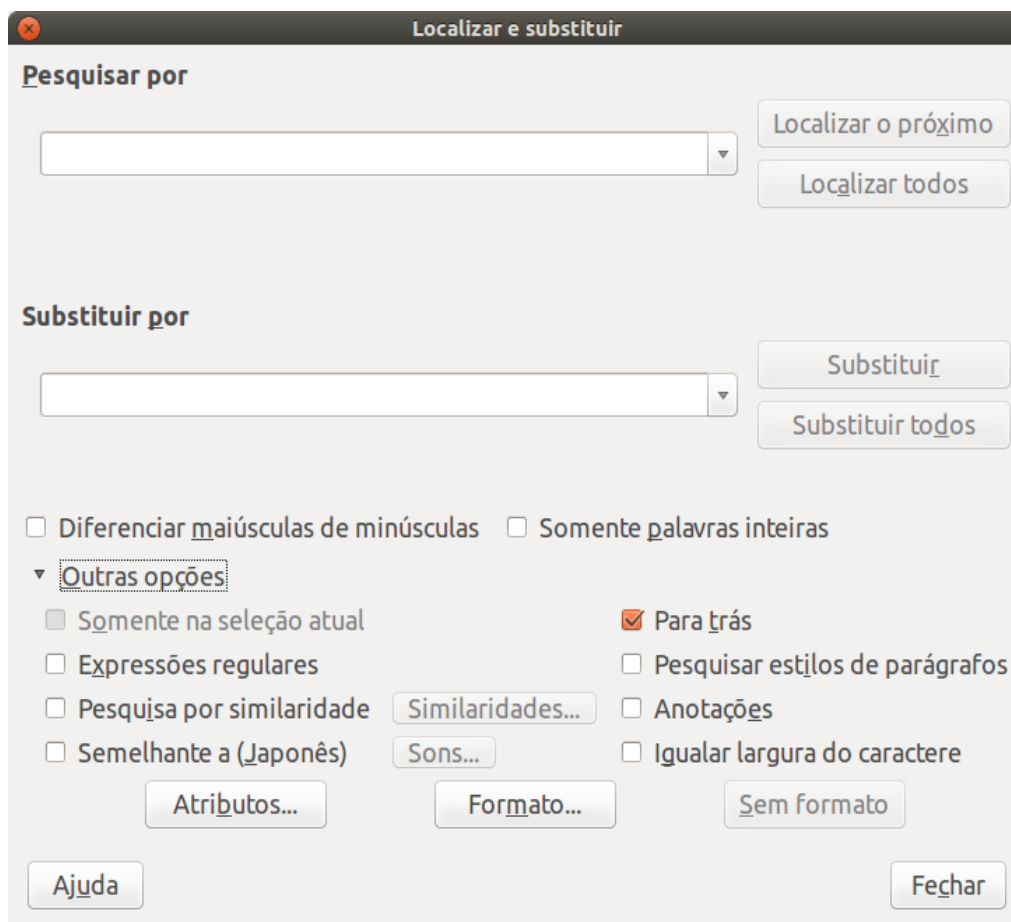 Localizar e substituir
Pesquisar por
Localizar o próximo
Localizar todos
Substituir por
Substituir
Substituir todos
Diferenciar maiúsculas de minúsculas
Somente palavras inteiras
Outras opções
Somente na seleção atual
Para trás
Expressões regulares
Pesquisar estilos de parágrafos
Pesquisa por similaridade
Similaridades...
Anotações
Semelhante a (Japonês)
Sons...
Igualar largura do caractere
Atributos...
Formato...
Sem formato
Ajuda
Fechar